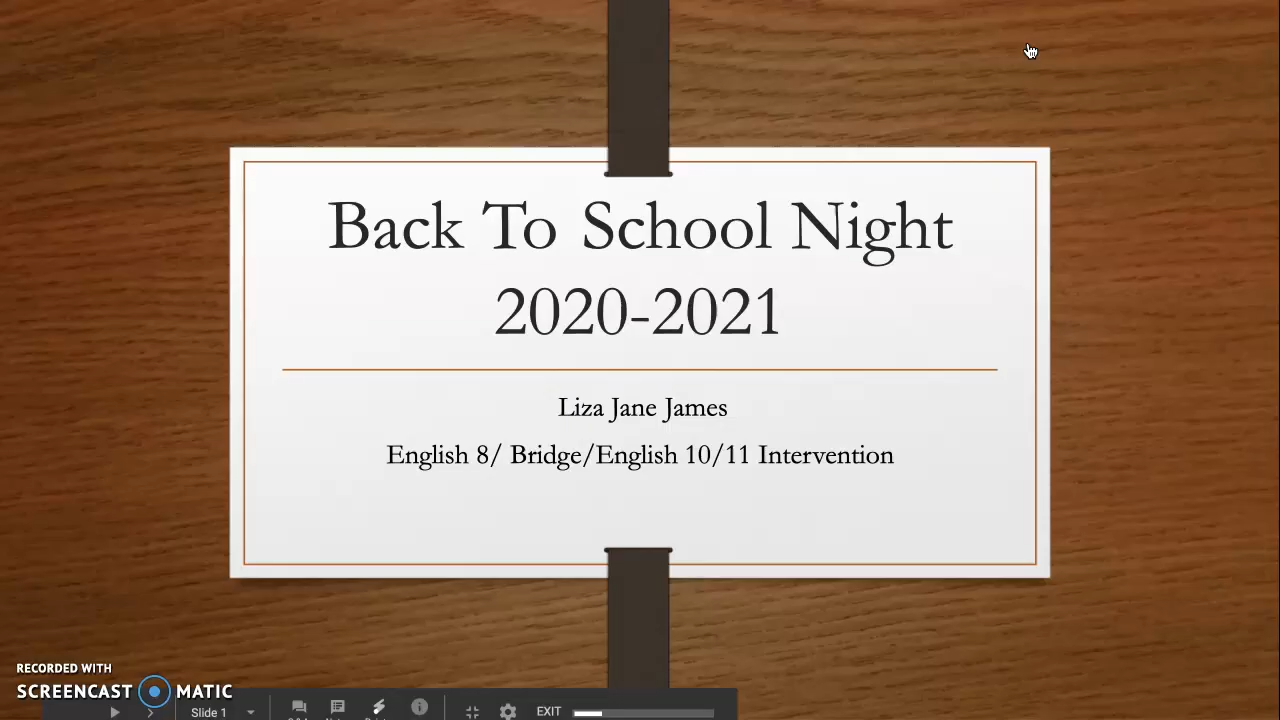 Back To School Night
2020-2021
Liza Jane James
English 8/ Bridge/English 10/11 Intervention
RECORDED WITH
SCREENCAST MATIC
Slide 1
EXIT